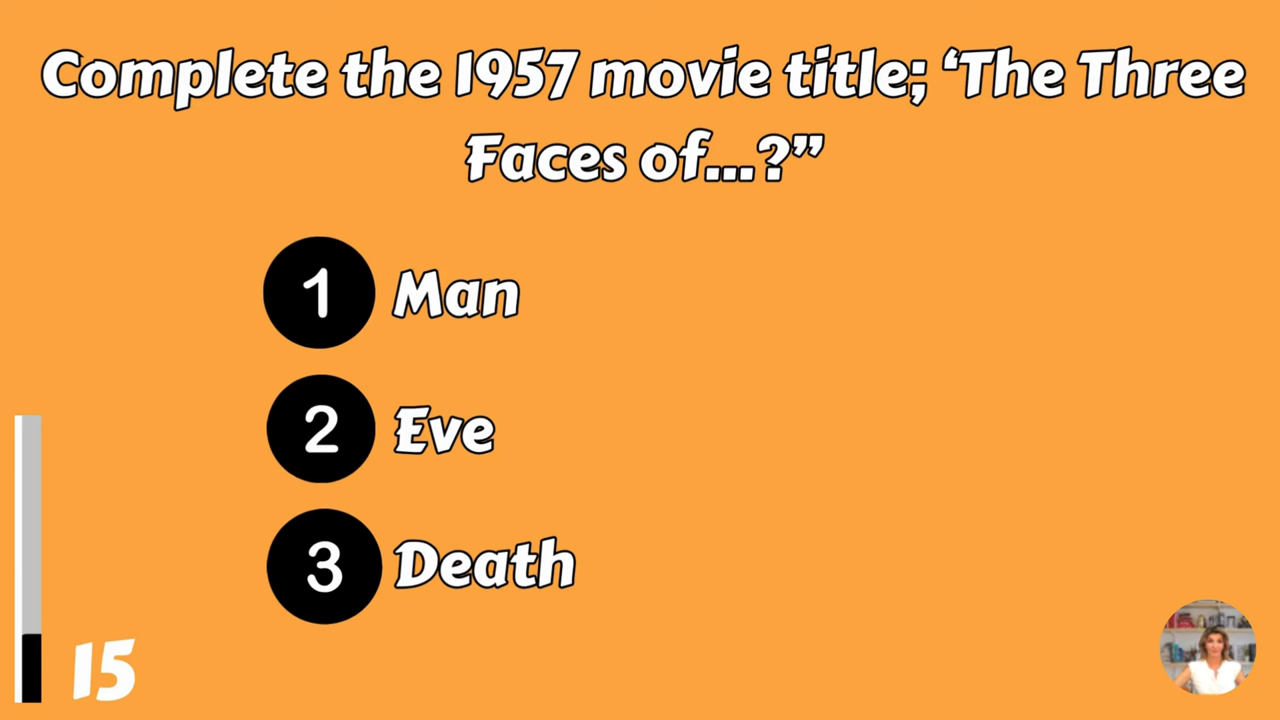 Complete the 1957 movie title; ‘The Three
Faces of...?”
1 Man
2 Eve
3 Death
15